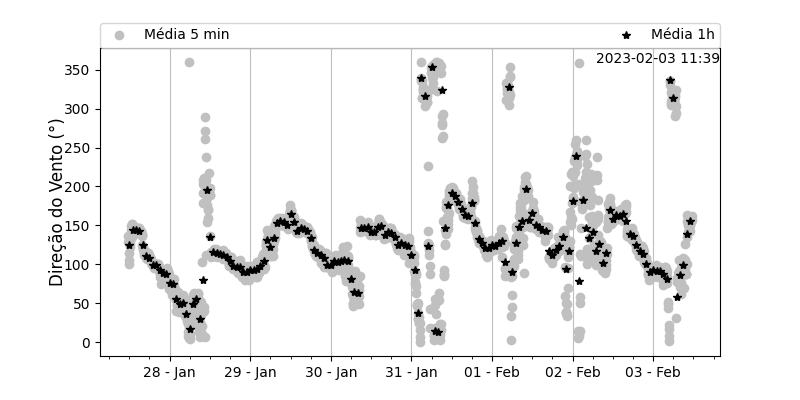 Média 5 min
Média 1h
2023-02-03 11:39
Direção do Vento (°)
350
300
250
200
150
100
50
0
28 - Jan
29 - Jan
30 - Jan
31 - Jan
01 - Feb
02 - Feb
03 - Feb